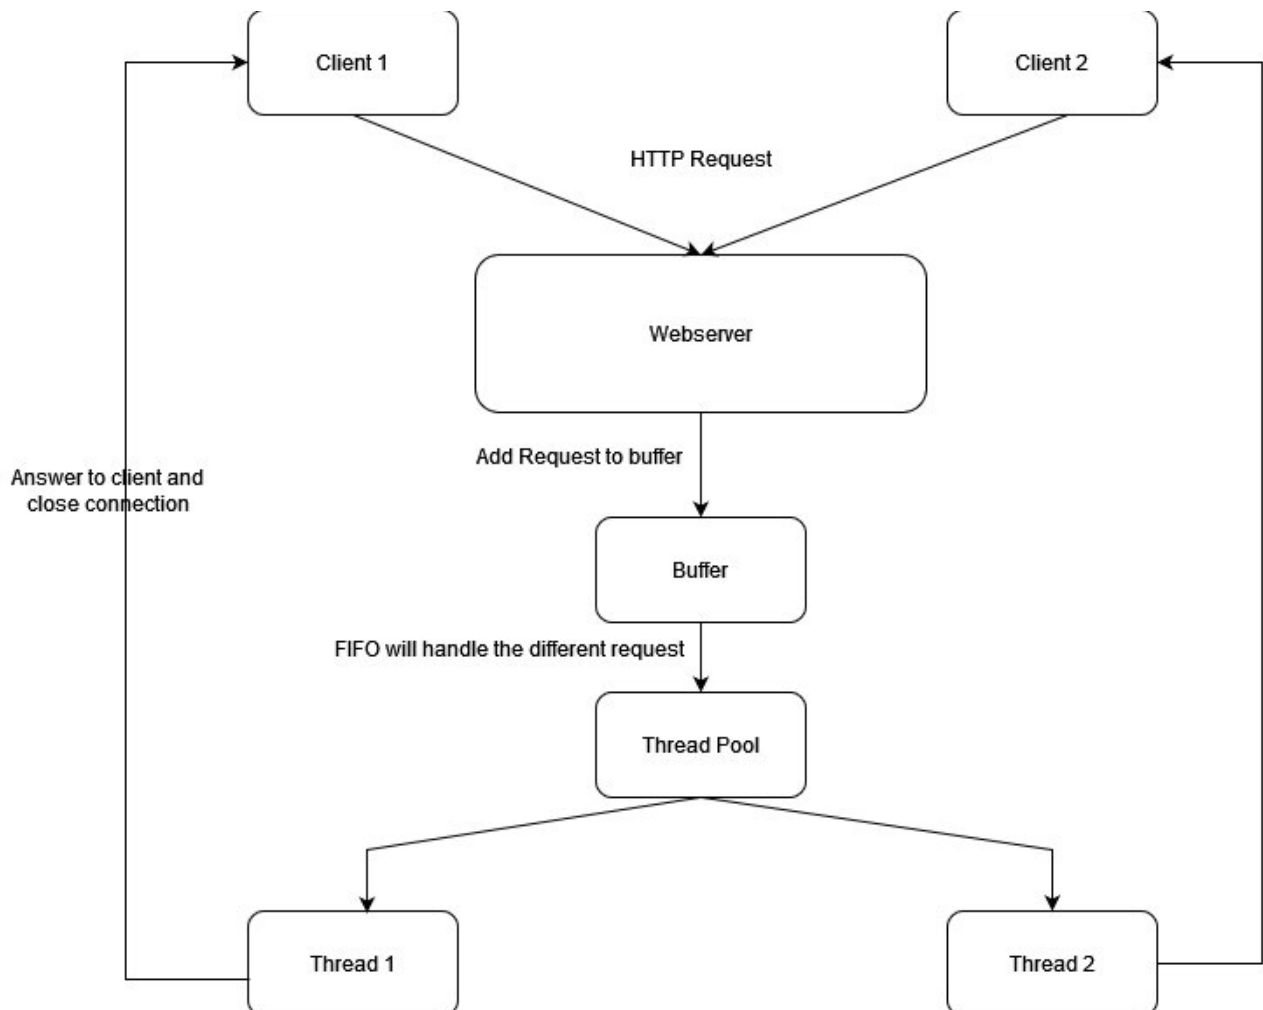 Client 1
Client 2
HTTP Request
Webserver
Add Request to buffer
Answer to client and
close connection
Buffer
FIFO will handle the different request
Thread Pool
Thread 1
Thread 2